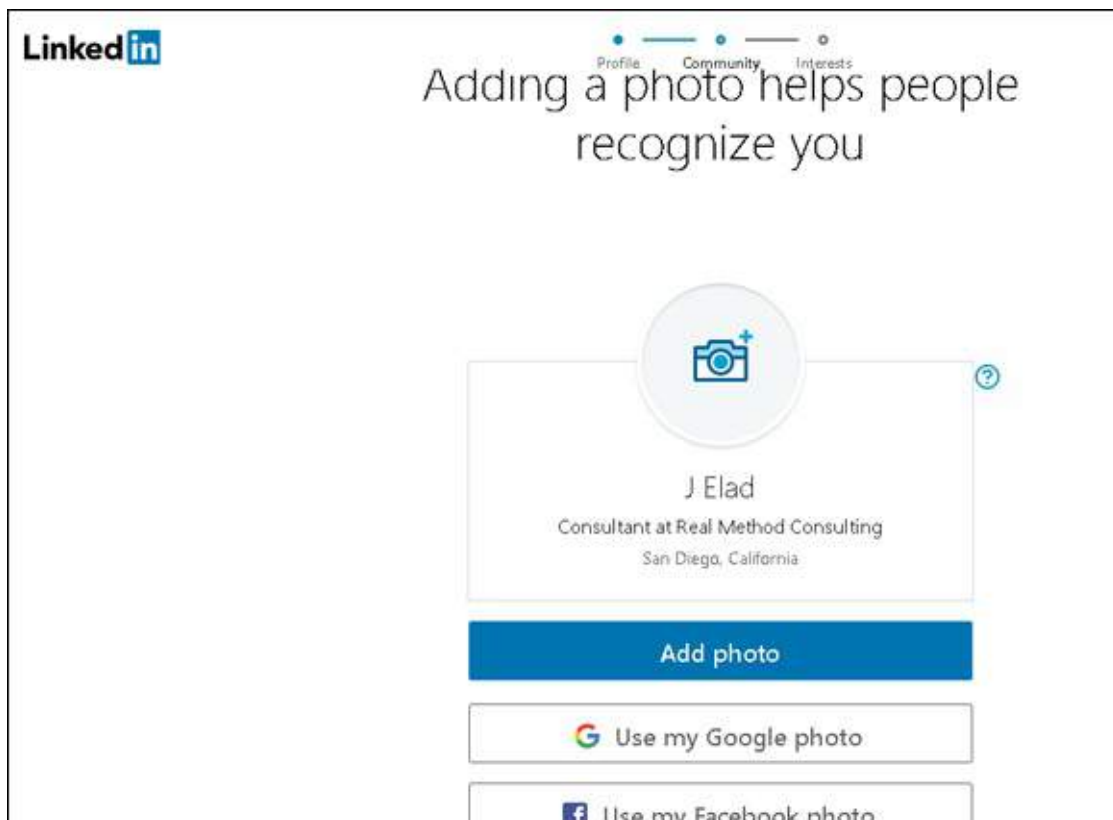 Linked in
Profile Community Interests
Adding a photo helps people
recognize you
?
J Elad
Consultant at Real Method Consulting
San Diego, California
Add photo
G Use my Google photo
f Use my Facebook photo